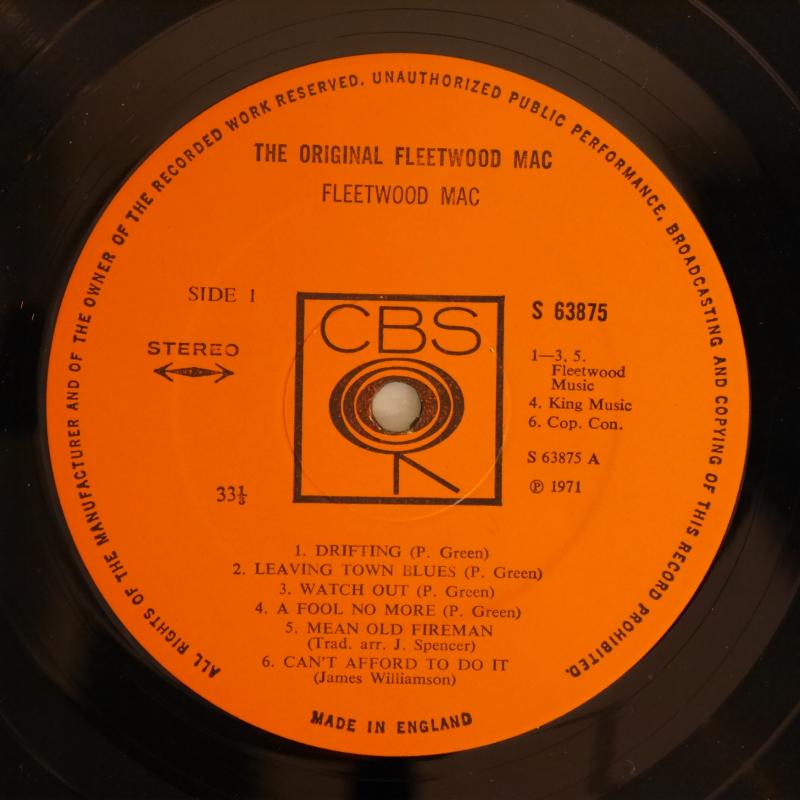 ALL RIGHTS OF THE MANUFACTURER AND OF THE OWNER OF THE RECORDED WORK RESERVED. UNAUTHORIZED PUBLIC PERFORMANCE, BROADCASTING AND COPYING OF THIS RECORD PROHIBITED.
THE ORIGINAL FLEETWOOD MAC
FLEETWOOD MAC
SIDE 1
STEREO
33⅓
CBS
S 63875
1—3, 5.
Fleetwood
Music
4. King Music
6. Cop. Con.
S 63875 A
℗ 1971
1. DRIFTING (P. Green)
2. LEAVING TOWN BLUES (P. Green)
3. WATCH OUT (P. Green)
4. A FOOL NO MORE (P. Green)
5. MEAN OLD FIREMAN
(Trad. arr. J. Spencer)
6. CAN'T AFFORD TO DO IT
(James Williamson)
MADE IN ENGLAND